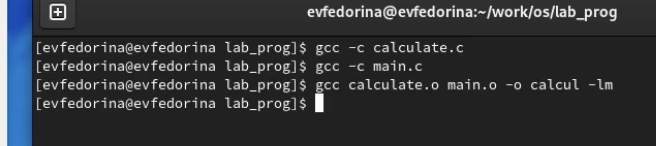 evfedorina@evfedorina:~/work/os/lab_prog
[evfedorina@evfedorina lab_prog]$ gcc -c calculate.c
[evfedorina@evfedorina lab_prog]$ gcc -c main.c
[evfedorina@evfedorina lab_prog]$ gcc calculate.o main.o -o calcul -lm
[evfedorina@evfedorina lab_prog]$